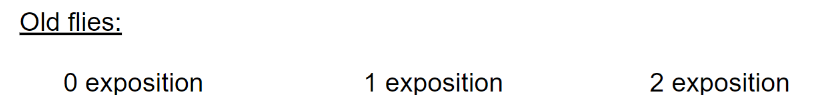 Old flies:
0 exposition 1 exposition 2 exposition